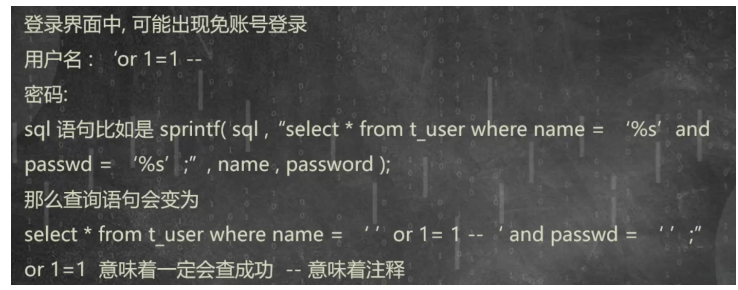 登录界面中, 可能出现免账号登录
用户名： ‘or 1=1 --
密码:
sql 语句比如是 sprintf( sql ,“select * from t_user where name = ‘%s’ and
passwd = ‘%s’;”, name , password );
那么查询语句会变为
select * from t_user where name = ‘ ’ or 1= 1 -- ‘ and passwd = ‘ ’;”
or 1=1 意味着一定会查成功 -- 意味着注释